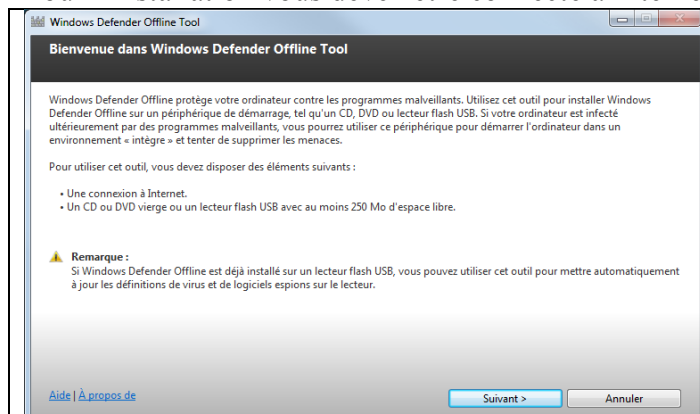 Windows Defender Offline Tool
Bienvenue dans Windows Defender Offline Tool
Windows Defender Offline protège votre ordinateur contre les programmes malveillants. Utilisez cet outil pour installer Windows
Defender Offline sur un périphérique de démarrage, tel qu'un CD, DVD ou lecteur flash USB. Si votre ordinateur est infecté
ultérieurement par des programmes malveillants, vous pourrez utiliser ce périphérique pour démarrer l'ordinateur dans un
environnement « intègre » et tenter de supprimer les menaces.
Pour utiliser cet outil, vous devez disposer des éléments suivants :
• Une connexion à Internet.
• Un CD ou DVD vierge ou un lecteur flash USB avec au moins 250 Mo d'espace libre.
Remarque :
Si Windows Defender Offline est déjà installé sur un lecteur flash USB, vous pouvez utiliser cet outil pour mettre automatiquement
à jour les définitions de virus et de logiciels espions sur le lecteur.
Aide | À propos de
Suivant >
Annuler